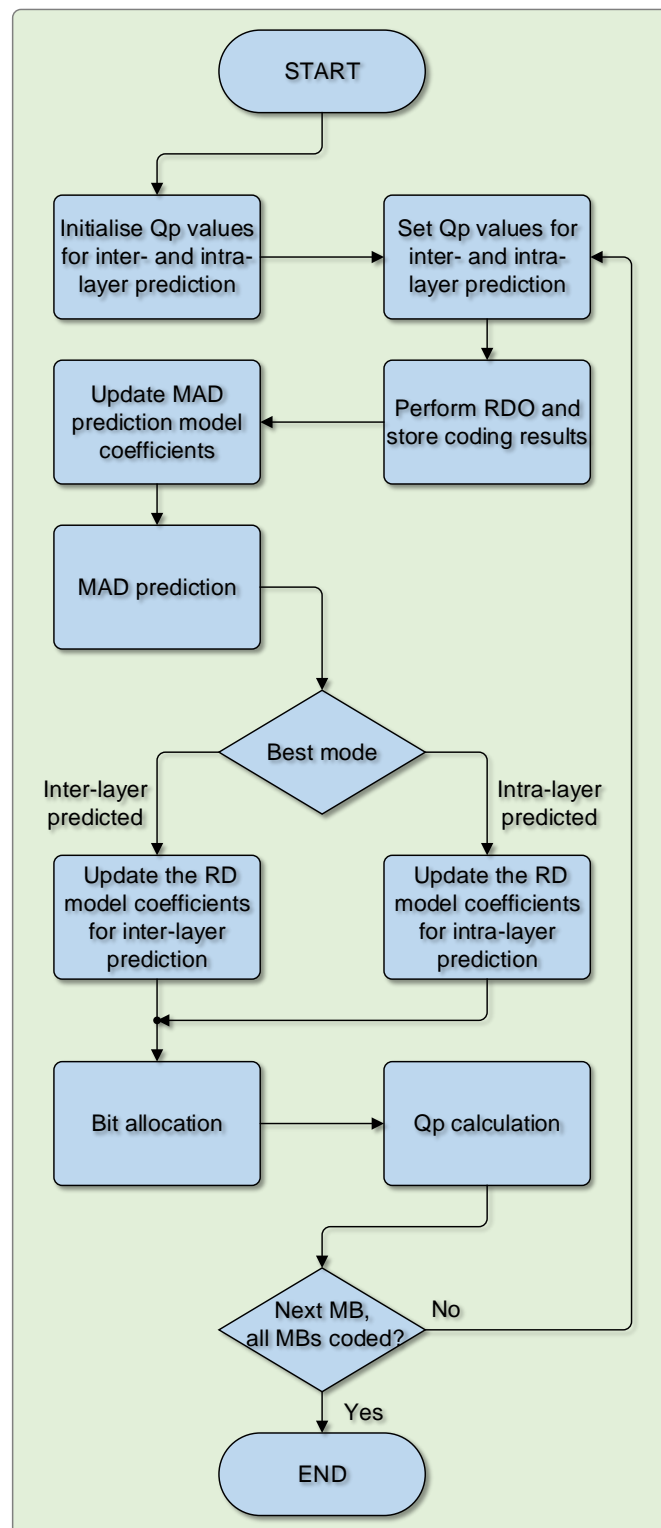 START
Initialise Qp values
for inter- and intra-
layer prediction
Set Qp values for
inter- and intra-
layer prediction
Update MAD
prediction model
coefficients
Perform RDO and
store coding results
MAD prediction
Best mode
Inter-layer
predicted
Intra-layer
predicted
Update the RD
model coefficients
for inter-layer
prediction
Update the RD
model coefficients
for intra-layer
prediction
Bit allocation
Qp calculation
Next MB,
all MBs coded?
No
Yes
END